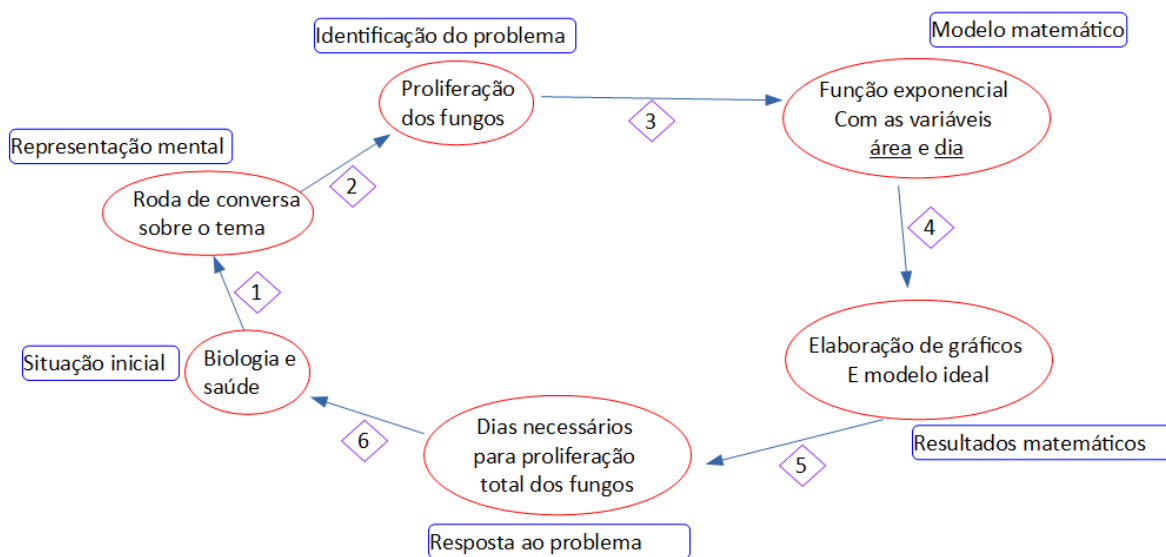 Identificação do problema
Modelo matemático
Proliferação
dos fungos
3
Função exponencial
Com as variáveis
área e dia
Representação mental
2
Roda de conversa
sobre o tema
4
1
Situação inicial
Biologia e
saúde
Elaboração de gráficos
E modelo ideal
6
Dias necessários
para proliferação
total dos fungos
5
Resultados matemáticos
Resposta ao problema